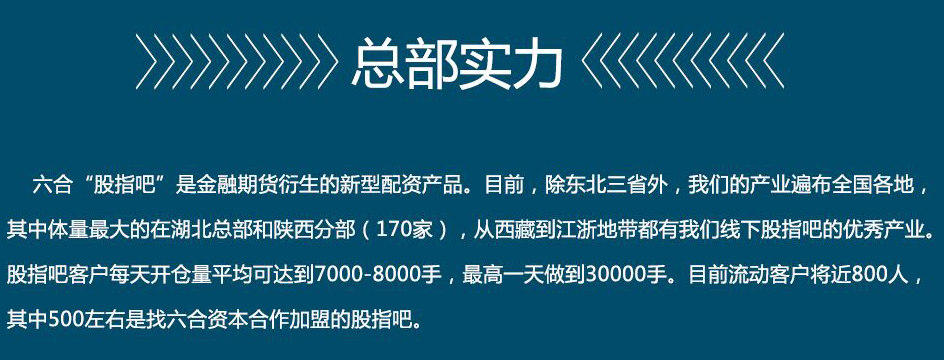 总部实力
六合“股指吧”是金融期货衍生的新型配资产品。目前，除东北三省外，我们的产业遍布全国各地，
其中体量最大的在湖北总部和陕西分部（170家），从西藏到江浙地带都有我们线下股指吧的优秀产业。
股指吧客户每天开仓量平均可达到7000-8000手，最高一天做到30000手。目前流动客户将近800人，
其中500左右是找六合资本合作加盟的股指吧。